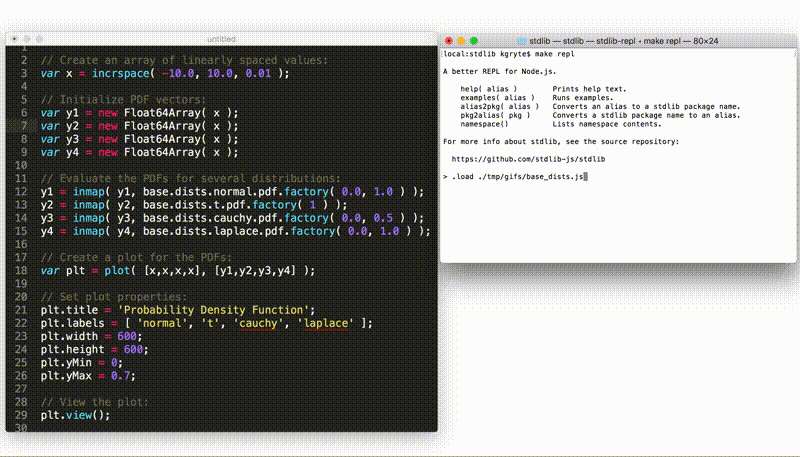 untitled
1
2 // Create an array of linearly spaced values:
3 var x = incrspace( -10.0, 10.0, 0.01 );
4
5 // Initialize PDF vectors:
6 var y1 = new Float64Array( x );
7 var y2 = new Float64Array( x );
8 var y3 = new Float64Array( x );
9 var y4 = new Float64Array( x );
10
11 // Evaluate the PDFs for several distributions:
12 y1 = inmap( y1, base.dists.normal.pdf.factory( 0.0, 1.0 ) );
13 y2 = inmap( y2, base.dists.t.pdf.factory( 1 ) );
14 y3 = inmap( y3, base.dists.cauchy.pdf.factory( 0.0, 0.5 ) );
15 y4 = inmap( y4, base.dists.laplace.pdf.factory( 0.0, 1.0 ) );
16
17 // Create a plot for the PDFs:
18 var plt = plot( [x,x,x,x], [y1,y2,y3,y4] );
19
20 // Set plot properties:
21 plt.title = 'Probability Density Function';
22 plt.labels = [ 'normal', 't', 'cauchy', 'laplace' ];
23 plt.width = 600;
24 plt.height = 600;
25 plt.yMin = 0;
26 plt.yMax = 0.7;
27
28 // View the plot:
29 plt.view();
30
stdlib — stdlib — stdlib-repl • make repl — 80×24
local:stdlib kgryte$ make repl
A better REPL for Node.js.
help( alias ) Prints help text.
examples( alias ) Runs examples.
alias2pkg( alias ) Converts an alias to a stdlib package name.
pkg2alias( pkg ) Converts a stdlib package name to an alias.
namespace() Lists namespace contents.
For more info about stdlib, see the source repository:
https://github.com/stdlib-js/stdlib
> .load ./tmp/gifs/base_dists.js